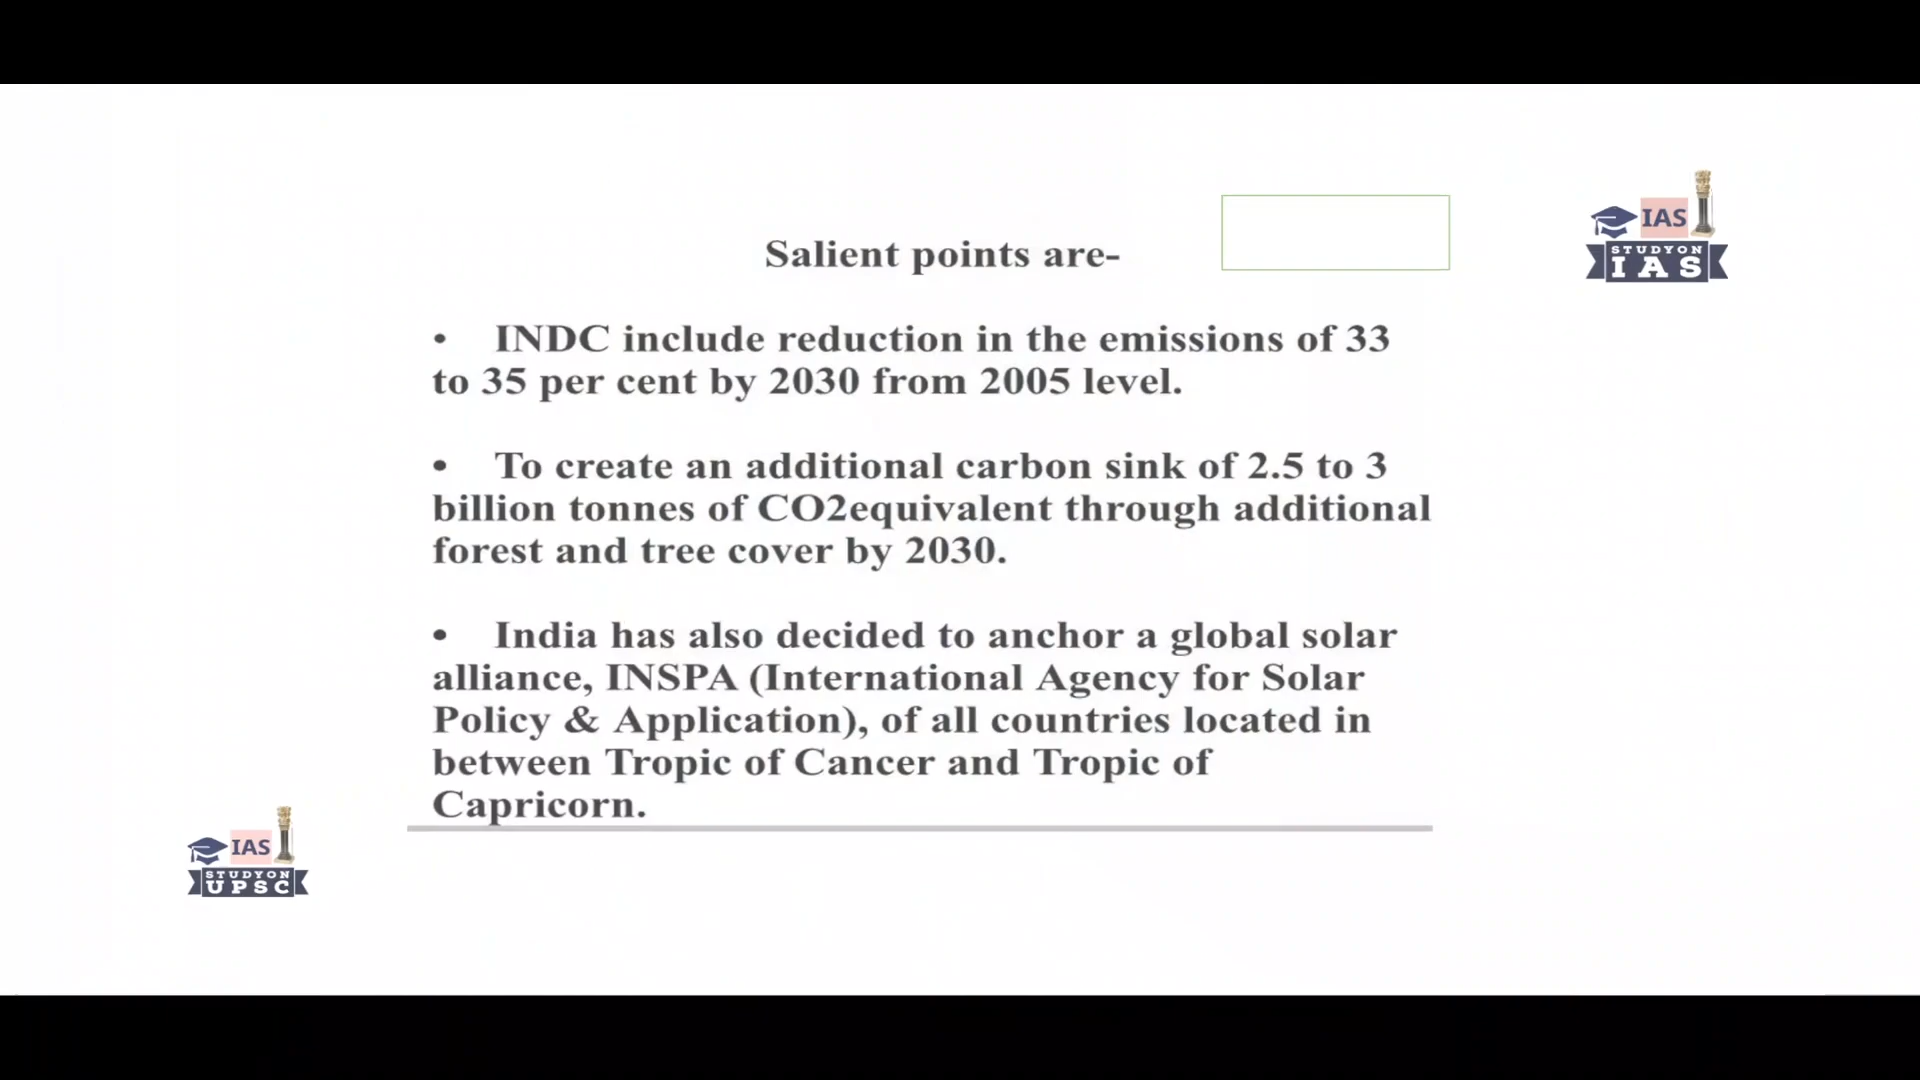 IAS
STUDYON
IAS
Salient points are-
• INDC include reduction in the emissions of 33
to 35 per cent by 2030 from 2005 level.
• To create an additional carbon sink of 2.5 to 3
billion tonnes of CO2equivalent through additional
forest and tree cover by 2030.
• India has also decided to anchor a global solar
alliance, INSPA (International Agency for Solar
Policy & Application), of all countries located in
between Tropic of Cancer and Tropic of
Capricorn.
IAS
STUDYON
UPSC